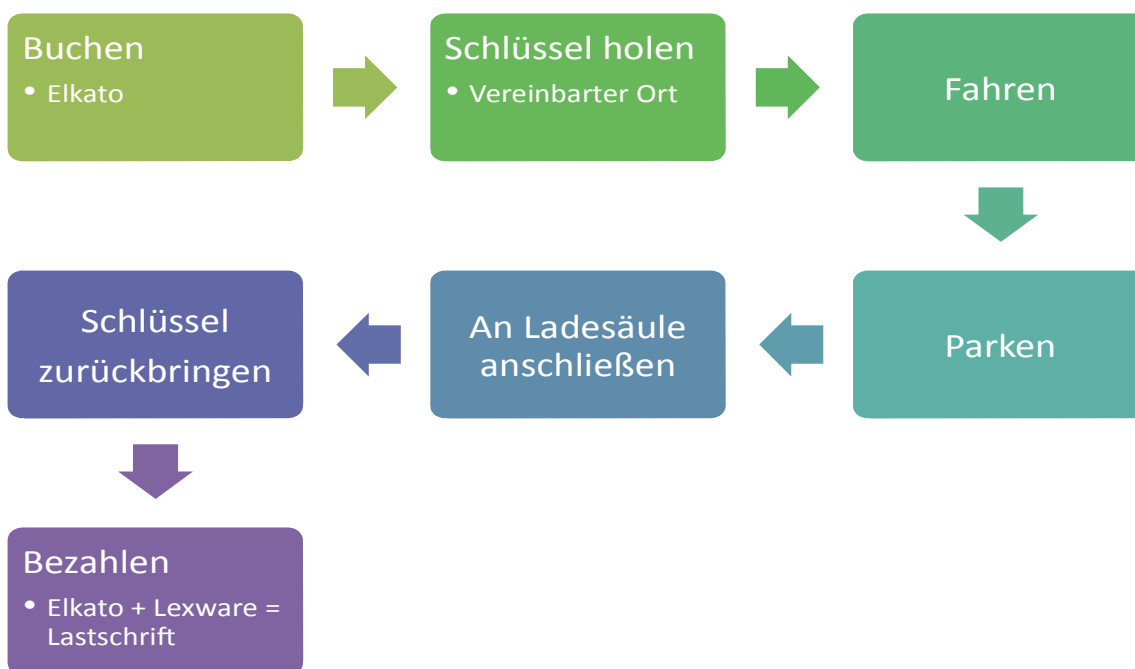 Buchen
• Elkato
Schlüssel holen
• Vereinbarter Ort
Fahren
Parken
An Ladesäule
anschließen
Schlüssel
zurückbringen
Bezahlen
• Elkato + Lexware =
Lastschrift